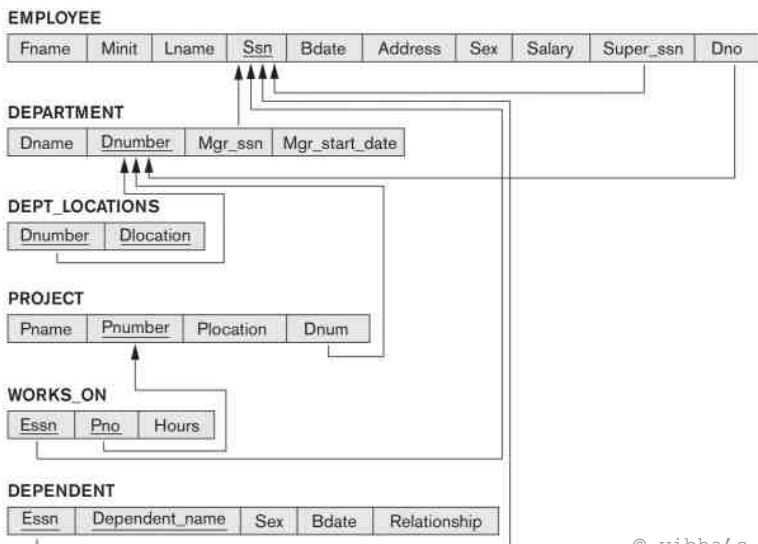 EMPLOYEE
Fname Minit Lname Ssn Bdate Address Sex Salary Super_ssn Dno
DEPARTMENT
Dname Dnumber Mgr_ssn Mgr_start_date
DEPT_LOCATIONS
Dnumber Dlocation
PROJECT
Pname Pnumber Plocation Dnum
WORKS_ON
Essn Pno Hours
DEPENDENT
Essn Dependent_name Sex Bdate Relationship